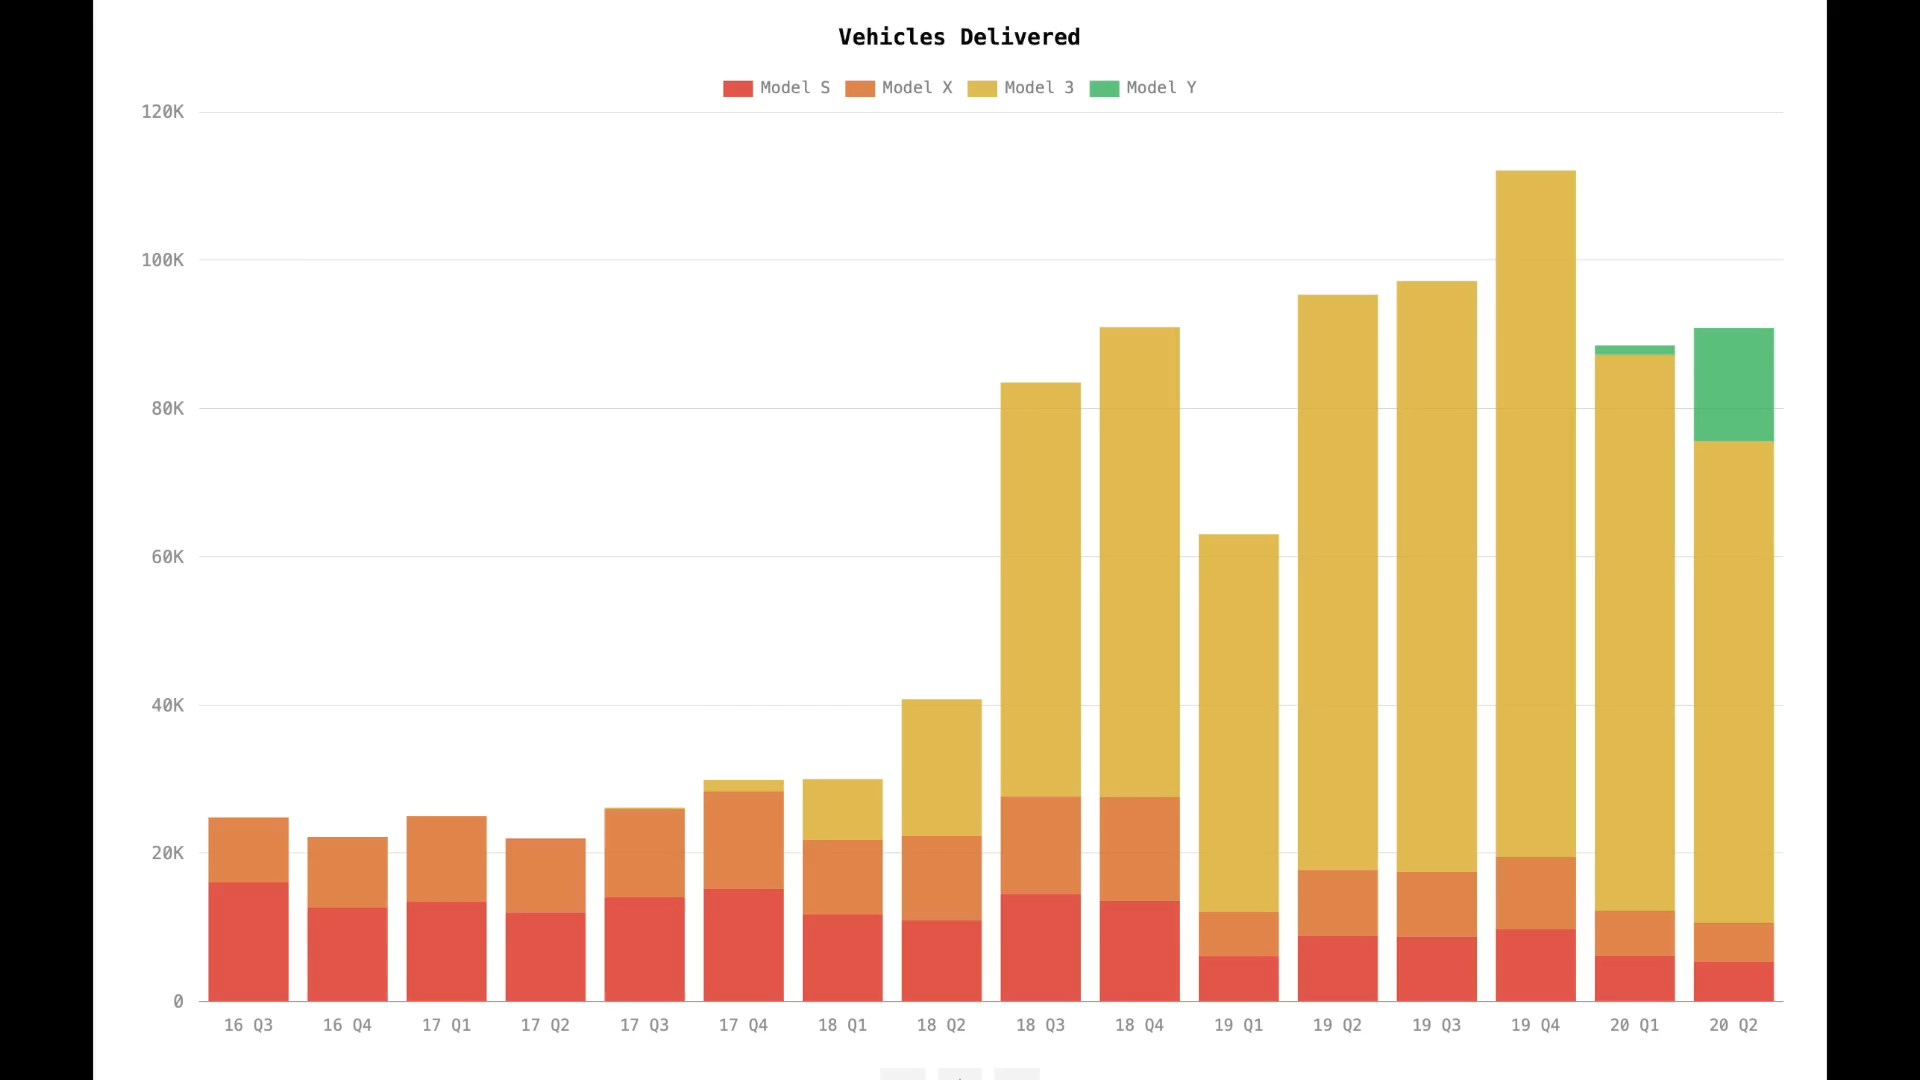 Vehicles Delivered
Model S Model X Model 3 Model Y
120K
100K
80K
60K
40K
20K
0
16 Q3 16 Q4 17 Q1 17 Q2 17 Q3 17 Q4 18 Q1 18 Q2 18 Q3 18 Q4 19 Q1 19 Q2 19 Q3 19 Q4 20 Q1 20 Q2